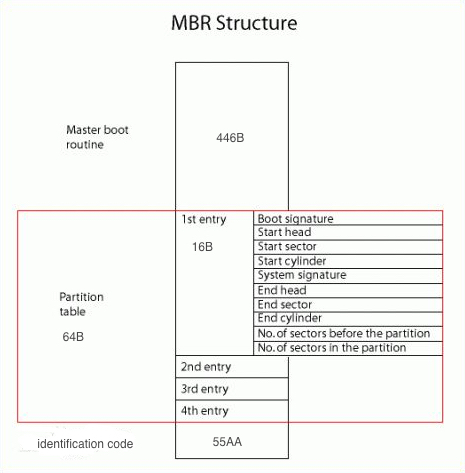 MBR Structure
Master boot
routine
446B
1st entry
16B
Boot signature
Start head
Start sector
Start cylinder
System signature
End head
End sector
End cylinder
No. of sectors before the partition
No. of sectors in the partition
Partition
table
64B
2nd entry
3rd entry
4th entry
identification code
55AA